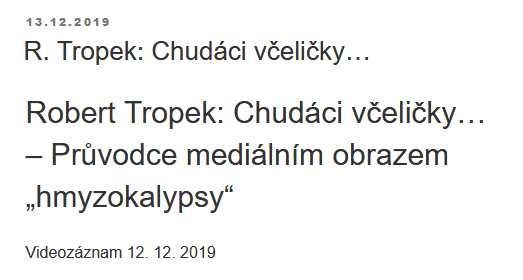 13.12.2019
R. Tropek: Chudáci včeličky…
Robert Tropek: Chudáci včeličky…
– Průvodce mediálním obrazem
„hmyzokalypsy“
Videozáznam 12. 12. 2019